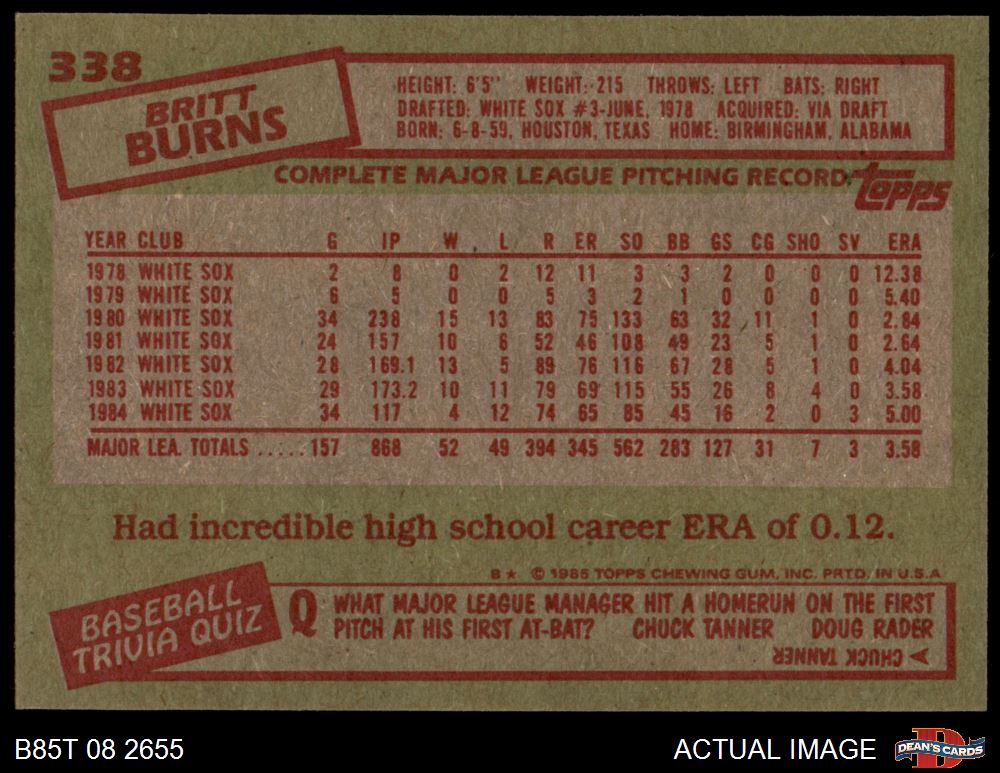 338
BRITT
BURNS
HEIGHT: 6'5" WEIGHT: 215 THROWS: LEFT BATS: RIGHT
DRAFTED: WHITE SOX #3-JUNE, 1978 ACQUIRED: VIA DRAFT
BORN: 6-8-59, HOUSTON, TEXAS HOME: BIRMINGHAM, ALABAMA
COMPLETE MAJOR LEAGUE PITCHING RECORD topps
YEAR CLUB G IP W L R ER SO BB GS CG SHO SV ERA
1978 WHITE SOX 2 8 0 2 12 11 3 3 2 0 0 0 12.38
1979 WHITE SOX 6 5 0 0 5 3 2 1 0 0 0 0 5.40
1980 WHITE SOX 34 238 15 13 83 75 133 63 32 11 1 0 2.84
1981 WHITE SOX 24 157 10 6 52 46 108 49 23 5 1 0 2.64
1982 WHITE SOX 28 169.1 13 5 89 76 116 67 28 5 1 0 4.04
1983 WHITE SOX 29 173.2 10 11 79 69 115 55 26 8 4 0 3.58
1984 WHITE SOX 34 117 4 12 74 65 85 45 16 2 0 3 5.00
MAJOR LEA. TOTALS ..... 157 868 52 49 394 345 562 283 127 31 7 3 3.58
Had incredible high school career ERA of 0.12.
B★ © 1985 TOPPS CHEWING GUM, INC. PRTD. IN U.S.A
BASEBALL
TRIVIA QUIZ
Q WHAT MAJOR LEAGUE MANAGER HIT A HOMERUN ON THE FIRST
PITCH AT HIS FIRST AT-BAT? CHUCK TANNER DOUG RADER
CHUCK TANNER
B85T 08 2655
ACTUAL IMAGE
D
DEAN'S CARDS